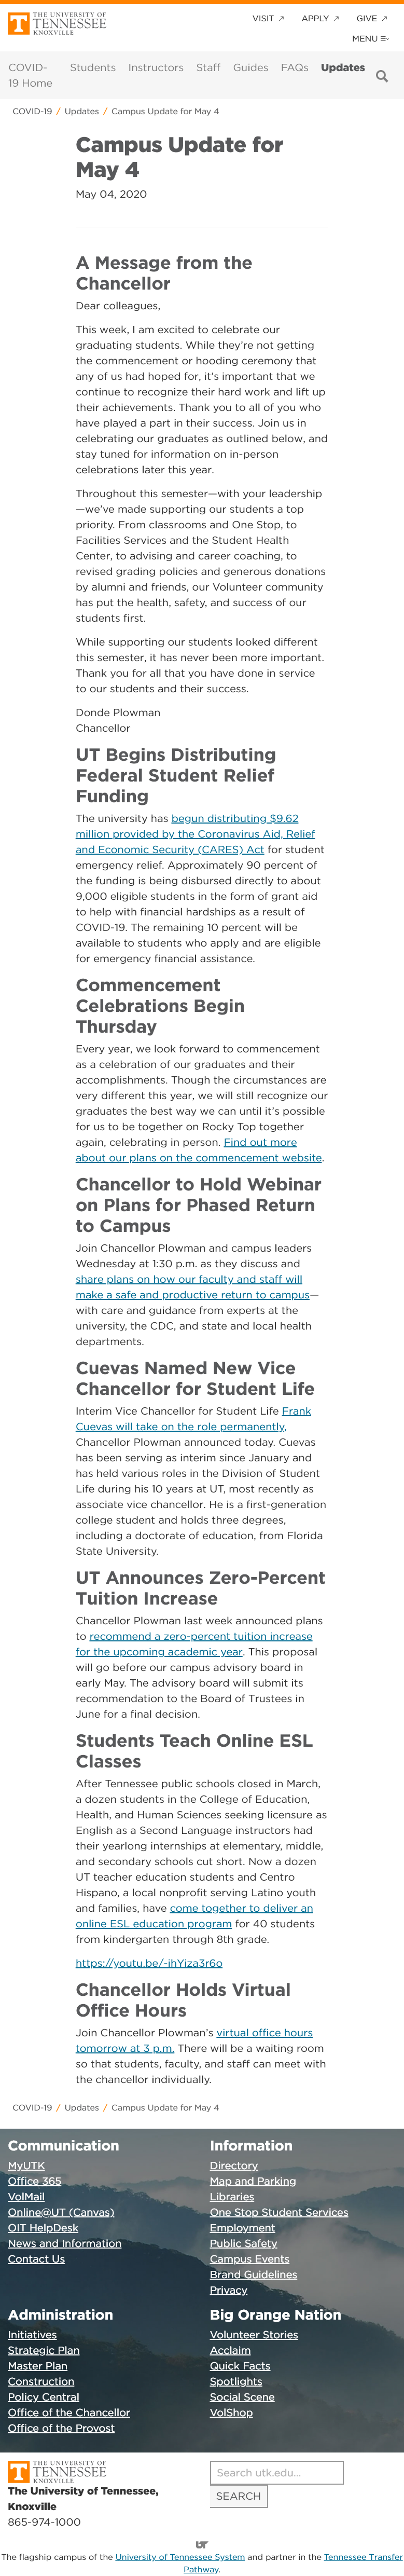 THE UNIVERSITY OF
TENNESSEE
KNOXVILLE
VISIT ↗ APPLY ↗ GIVE ↗
MENU
COVID-19 Home Students Instructors Staff Guides FAQs Updates
COVID-19 / Updates / Campus Update for May 4
Campus Update for
May 4
May 04, 2020
A Message from the
Chancellor
Dear colleagues,
This week, I am excited to celebrate our
graduating students. While they’re not getting
the commencement or hooding ceremony that
any of us had hoped for, it’s important that we
continue to recognize their hard work and lift up
their achievements. Thank you to all of you who
have played a part in their success. Join us in
celebrating our graduates as outlined below, and
stay tuned for information on in-person
celebrations later this year.
Throughout this semester—with your leadership
—we’ve made supporting our students a top
priority. From classrooms and One Stop, to
Facilities Services and the Student Health
Center, to advising and career coaching, to
revised grading policies and generous donations
by alumni and friends, our Volunteer community
has put the health, safety, and success of our
students first.
While supporting our students looked different
this semester, it has never been more important.
Thank you for all that you have done in service
to our students and their success.
Donde Plowman
Chancellor
UT Begins Distributing
Federal Student Relief
Funding
The university has begun distributing $9.62
million provided by the Coronavirus Aid, Relief
and Economic Security (CARES) Act for student
emergency relief. Approximately 90 percent of
the funding is being disbursed directly to about
9,000 eligible students in the form of grant aid
to help with financial hardships as a result of
COVID-19. The remaining 10 percent will be
available to students who apply and are eligible
for emergency financial assistance.
Commencement
Celebrations Begin
Thursday
Every year, we look forward to commencement
as a celebration of our graduates and their
accomplishments. Though the circumstances are
very different this year, we will still recognize our
graduates the best way we can until it’s possible
for us to be together on Rocky Top together
again, celebrating in person. Find out more
about our plans on the commencement website.
Chancellor to Hold Webinar
on Plans for Phased Return
to Campus
Join Chancellor Plowman and campus leaders
Wednesday at 1:30 p.m. as they discuss and
share plans on how our faculty and staff will
make a safe and productive return to campus—
with care and guidance from experts at the
university, the CDC, and state and local health
departments.
Cuevas Named New Vice
Chancellor for Student Life
Interim Vice Chancellor for Student Life Frank
Cuevas will take on the role permanently,
Chancellor Plowman announced today. Cuevas
has been serving as interim since January and
has held various roles in the Division of Student
Life during his 10 years at UT, most recently as
associate vice chancellor. He is a first-generation
college student and holds three degrees,
including a doctorate of education, from Florida
State University.
UT Announces Zero-Percent
Tuition Increase
Chancellor Plowman last week announced plans
to recommend a zero-percent tuition increase
for the upcoming academic year. This proposal
will go before our campus advisory board in
early May. The advisory board will submit its
recommendation to the Board of Trustees in
June for a final decision.
Students Teach Online ESL
Classes
After Tennessee public schools closed in March,
a dozen students in the College of Education,
Health, and Human Sciences seeking licensure as
English as a Second Language instructors had
their yearlong internships at elementary, middle,
and secondary schools cut short. Now a dozen
UT teacher education students and Centro
Hispano, a local nonprofit serving Latino youth
and families, have come together to deliver an
online ESL education program for 40 students
from kindergarten through 8th grade.
https://youtu.be/-ihYiza3r6o
Chancellor Holds Virtual
Office Hours
Join Chancellor Plowman’s virtual office hours
tomorrow at 3 p.m. There will be a waiting room
so that students, faculty, and staff can meet with
the chancellor individually.
COVID-19 / Updates / Campus Update for May 4
Communication
MyUTK
Office 365
VolMail
Online@UT (Canvas)
OIT HelpDesk
News and Information
Contact Us
Information
Directory
Map and Parking
Libraries
One Stop Student Services
Employment
Public Safety
Campus Events
Brand Guidelines
Privacy
Administration
Initiatives
Strategic Plan
Master Plan
Construction
Policy Central
Office of the Chancellor
Office of the Provost
Big Orange Nation
Volunteer Stories
Acclaim
Quick Facts
Spotlights
Social Scene
VolShop
THE UNIVERSITY OF
TENNESSEE
KNOXVILLE
The University of Tennessee,
Knoxville
865-974-1000
Search utk.edu...
SEARCH
UT
The flagship campus of the University of Tennessee System and partner in the Tennessee Transfer
Pathway.